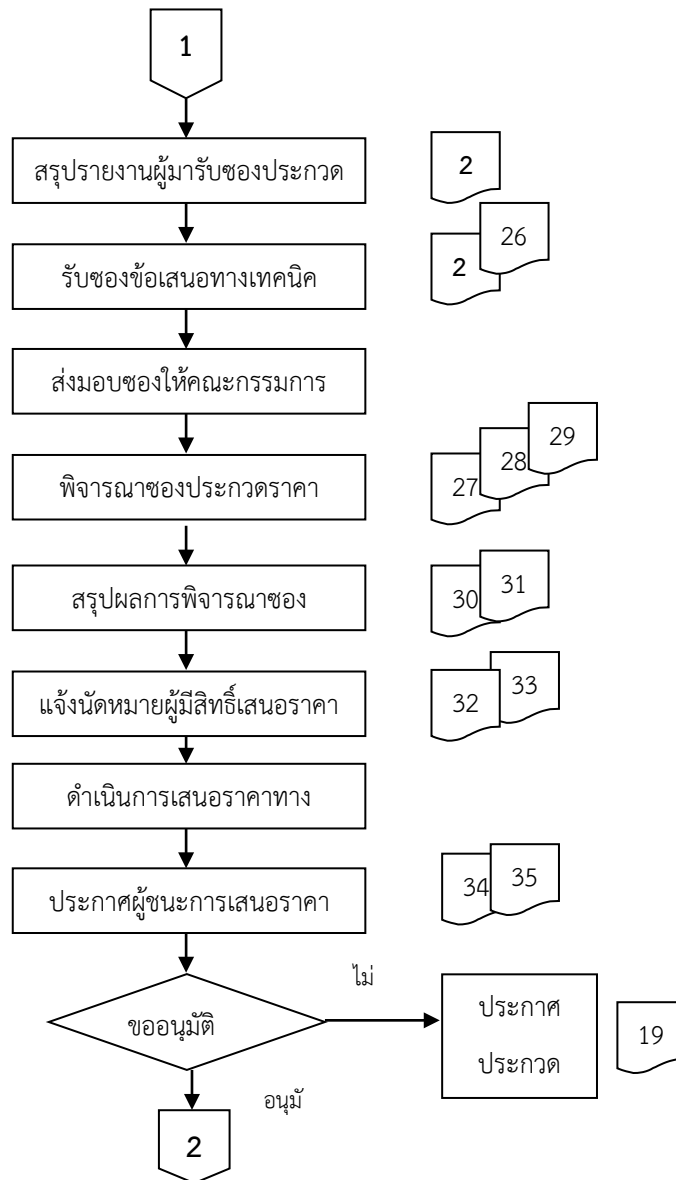 1
สรุปรายงานผู้มารับซองประกวด
2
รับซองข้อเสนอทางเทคนิค
2
26
ส่งมอบซองให้คณะกรรมการ
พิจารณาซองประกวดราคา
27
28
29
สรุปผลการพิจารณาซอง
30
31
แจ้งนัดหมายผู้มีสิทธิ์เสนอราคา
32
33
ดำเนินการเสนอราคาทาง
ประกาศผู้ชนะการเสนอราคา
34
35
ขออนุมัติ
ไม่
ประกาศ
ประกวด
19
อนุมั
2